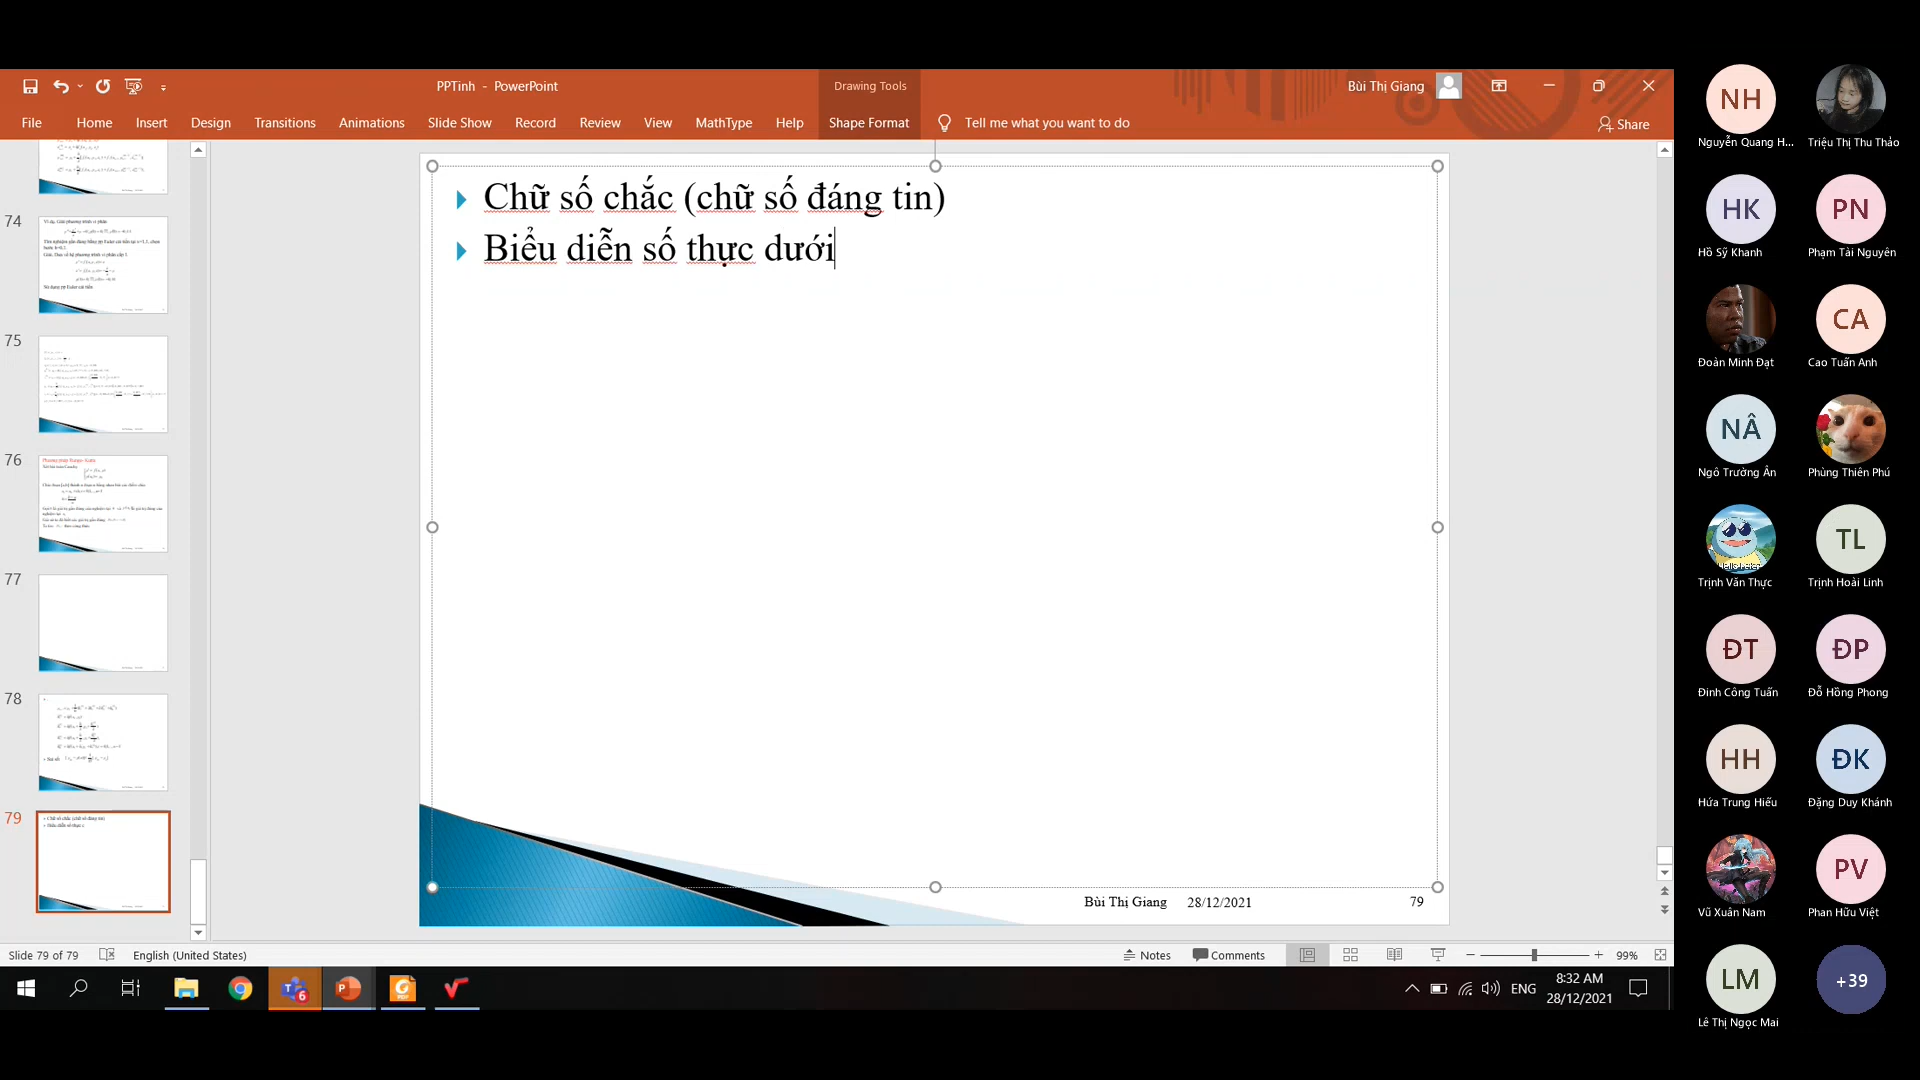 PPTinh - PowerPoint
Drawing Tools
Bùi Thị Giang
File Home Insert Design Transitions Animations Slide Show Record Review View MathType Help Shape Format Tell me what you want to do Share
74
75
76
77
78
79
Chữ số chắc (chữ số đáng tin)
Biểu diễn số thực dưới
Bùi Thị Giang 28/12/2021 79
Slide 79 of 79 English (United States) Notes Comments 99%
6
ENG
8:32 AM
28/12/2021
NH
Nguyễn Quang H...
Triệu Thị Thu Thảo
HK
Hồ Sỹ Khanh
PN
Phạm Tài Nguyên
Đoàn Minh Đạt
CA
Cao Tuấn Anh
NÂ
Ngô Trường Ân
Phùng Thiên Phú
Trịnh Văn Thực
TL
Trịnh Hoài Linh
ĐT
Đinh Công Tuấn
ĐP
Đỗ Hồng Phong
HH
Hứa Trung Hiếu
ĐK
Đặng Duy Khánh
Vũ Xuân Nam
PV
Phan Hữu Việt
LM
Lê Thị Ngọc Mai
+39